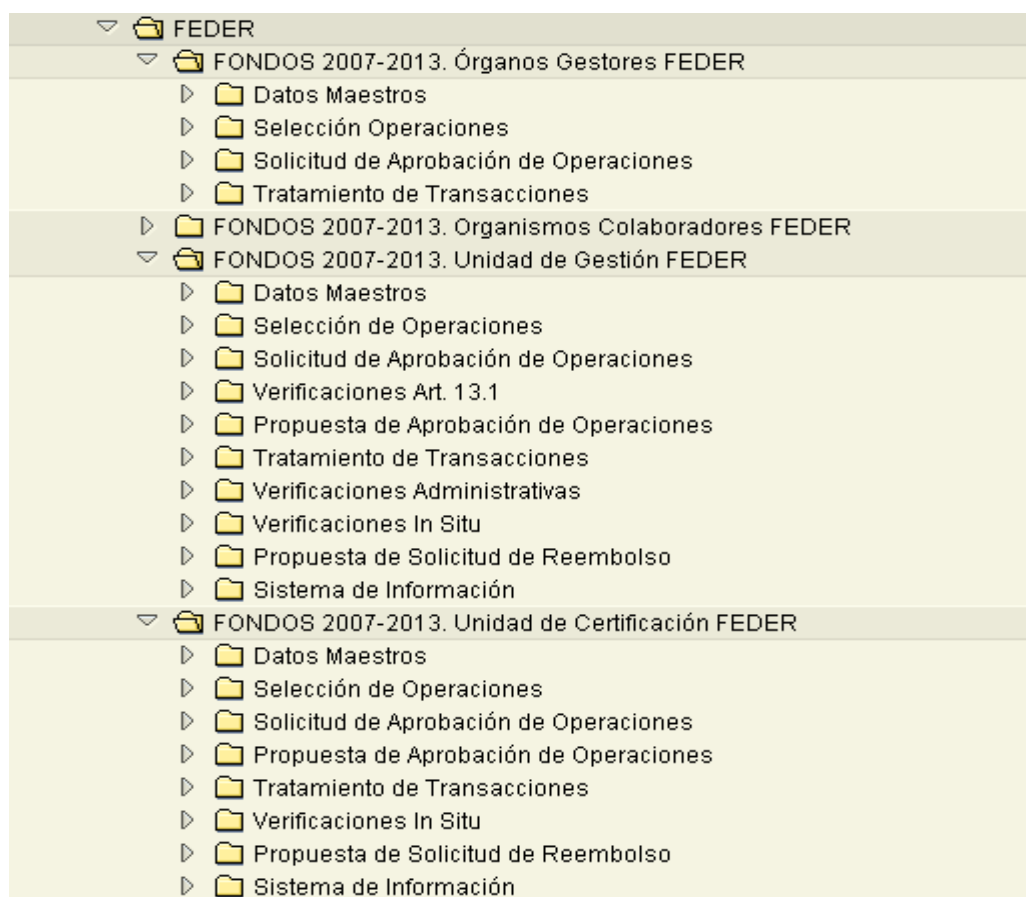 FEDER
FONDOS 2007-2013. Órganos Gestores FEDER
Datos Maestros
Selección Operaciones
Solicitud de Aprobación de Operaciones
Tratamiento de Transacciones
FONDOS 2007-2013. Organismos Colaboradores FEDER
FONDOS 2007-2013. Unidad de Gestión FEDER
Datos Maestros
Selección de Operaciones
Solicitud de Aprobación de Operaciones
Verificaciones Art. 13.1
Propuesta de Aprobación de Operaciones
Tratamiento de Transacciones
Verificaciones Administrativas
Verificaciones In Situ
Propuesta de Solicitud de Reembolso
Sistema de Información
FONDOS 2007-2013. Unidad de Certificación FEDER
Datos Maestros
Selección de Operaciones
Solicitud de Aprobación de Operaciones
Propuesta de Aprobación de Operaciones
Tratamiento de Transacciones
Verificaciones In Situ
Propuesta de Solicitud de Reembolso
Sistema de Información